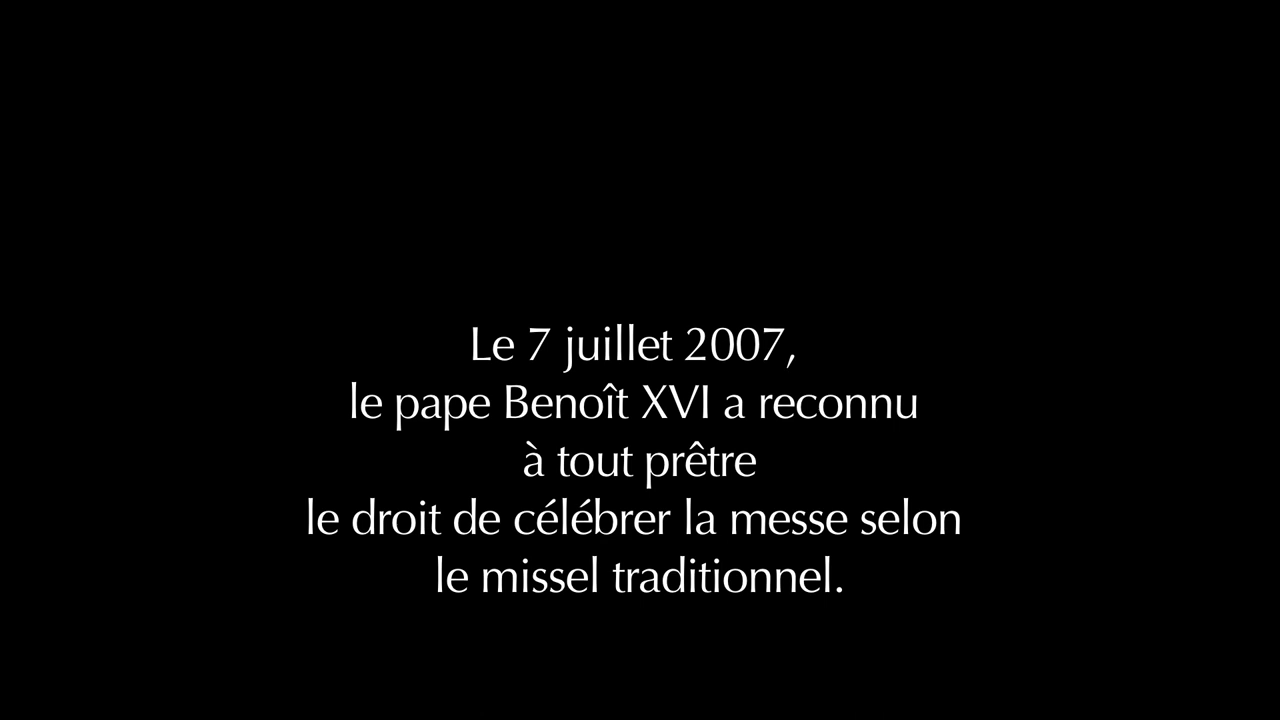 Le 7 juillet 2007,
le pape Benoît XVI a reconnu
à tout prêtre
le droit de célébrer la messe selon
le missel traditionnel.